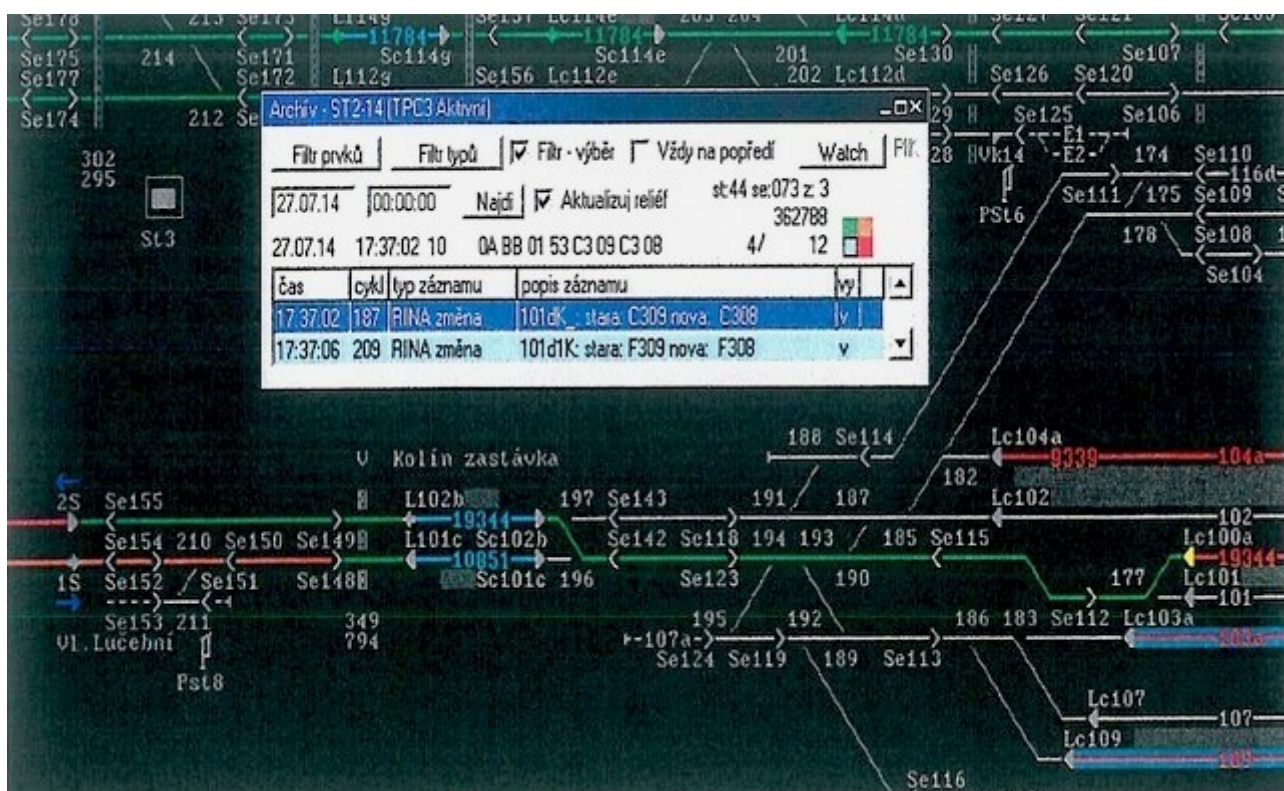 Se178 213 Se173 L114g Se157 Lc114e 203 204 Lc114d Se127 Se121
11784 11784 11784
Se175 214 Se171 Sc114g Sc114e 201 Se130 Se107
Se177 Se172 L112g Se156 Lc112e 202 Lc112d Se126 Se120
Se174 212 Se 29 Se125 Se106
Archiv - ST2-14 [TPC3 Aktivní]
Filtr prvků Filtr typů Filtr - výběr Vždy na popředí Watch
27.07.14 00:00:00 Najdi Aktualizuj reliéf st:44 se:073 z: 3
362788
27.07.14 17:37:02 10 0A BB 01 53 C3 09 C3 08 4/ 12
čas cykl typ záznamu popis záznamu vy
17:37:02 187 RINA změna 101dK_: stara: C309 nova: C308 v
17:37:06 209 RINA změna 101d1K: stara: F309 nova: F308 v
302
295
St3
E1
28 Vk14 E2 174 Se110
116d
Se111 175 Se109
PSt6
178 Se108
Se104
188 Se114 Lc104a
V Kolín zastávka 9339 104a
182
2S Se155 L102b 197 Se143 191 187 Lc102
19344 102
Se154 210 Se150 Se149 L101c Sc102b Se142 Se118 194 193 185 Se115 Lc100a
10851 19344
1S Se152 Se151 Se148 Sc101c 196 Se123 190 177 Lc101
101
Se153 211 349 195 192 186 183 Se112 Lc103a
Vl.Lučební 794 107a 103a
Se124 Se119 189 Se113
Pst8
Lc107
107
Lc109
109
Se116